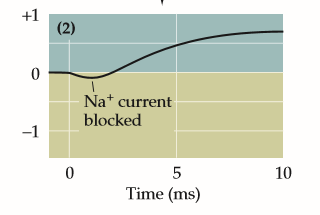 +1
(2)
0
Na⁺ current
blocked
–1
0 5 10
Time (ms)